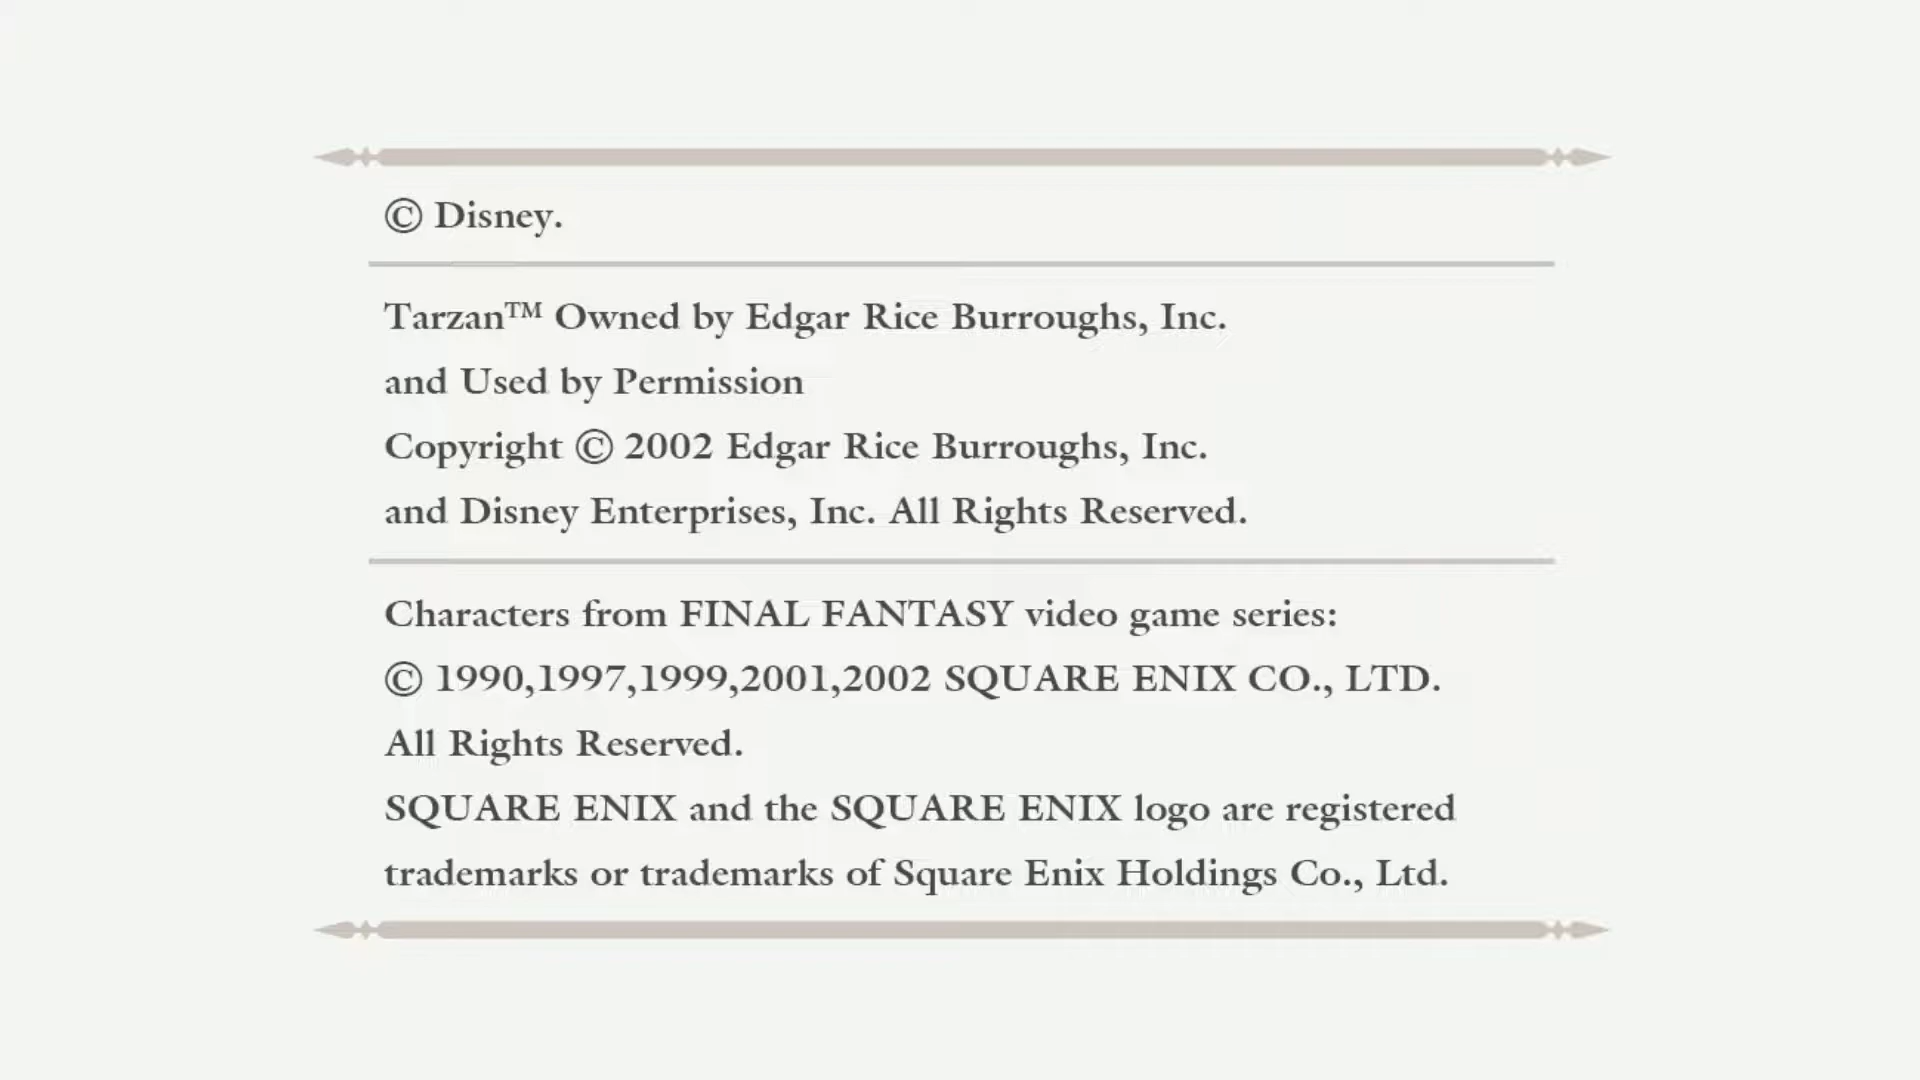 © Disney.
Tarzan™ Owned by Edgar Rice Burroughs, Inc.
and Used by Permission
Copyright © 2002 Edgar Rice Burroughs, Inc.
and Disney Enterprises, Inc. All Rights Reserved.
Characters from FINAL FANTASY video game series:
© 1990,1997,1999,2001,2002 SQUARE ENIX CO., LTD.
All Rights Reserved.
SQUARE ENIX and the SQUARE ENIX logo are registered
trademarks or trademarks of Square Enix Holdings Co., Ltd.